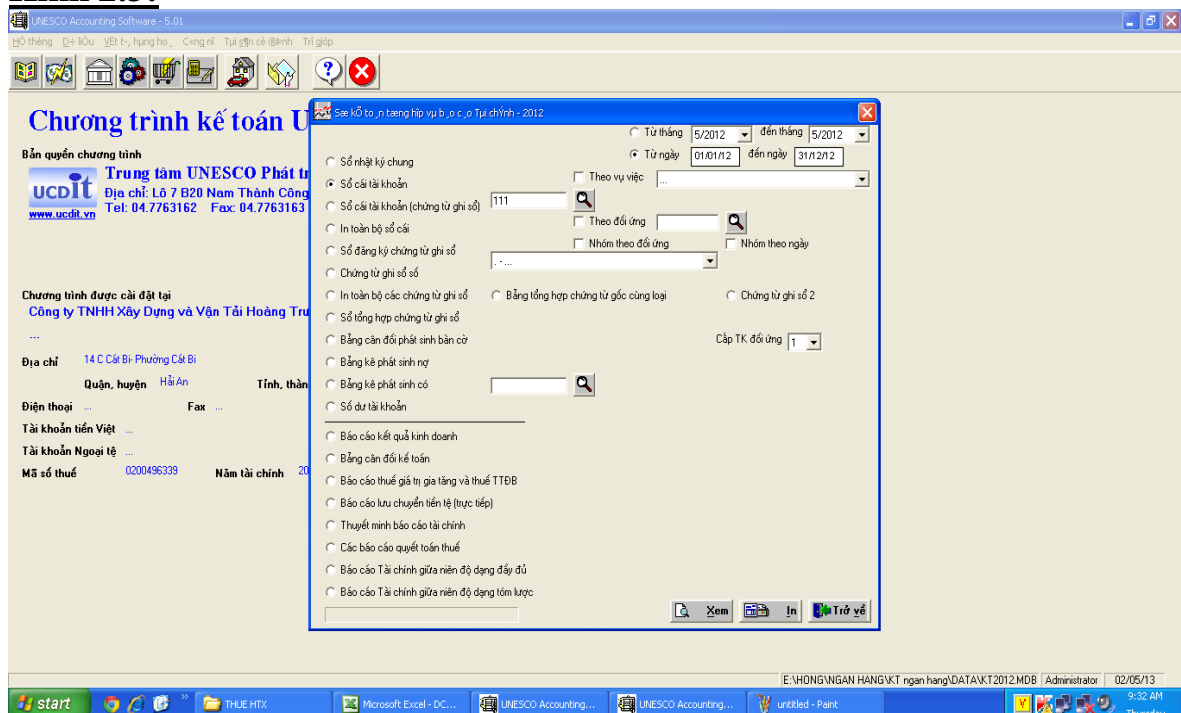 UNESCO Accounting Software - 5.01
Chương trình kế toán U
Bản quyền chương trình
Trung tâm UNESCO Phát tr
UCDIT
Địa chỉ: Lô 7 B20 Nam Thành Công
www.ucdit.vn
Tel: 04.7763162 Fax: 04.7763163
Chương trình được cài đặt tại
Công ty TNHH Xây Dựng và Vận Tải Hoàng Trư
...
Địa chỉ 14 C Cát Bi- Phường Cát Bi
Quận, huyện Hải An Tỉnh, thàn
Điện thoại ... Fax ...
Tài khoản tiền Việt ...
Tài khoản Ngoại tệ ...
Mã số thuế 0200496339 Năm tài chính 20
Từ tháng 5/2012 đến tháng 5/2012
Từ ngày 01/01/12 đến ngày 31/12/12
Sổ nhật ký chung
Theo vụ việc ...
Sổ cái tài khoản
Sổ cái tài khoản (chứng từ ghi sổ) 111
Theo đối ứng
In toàn bộ sổ cái
Nhóm theo đối ứng Nhóm theo ngày
Sổ đăng ký chứng từ ghi sổ
. - ...
Chứng từ ghi sổ số
In toàn bộ các chứng từ ghi sổ Bảng tổng hợp chứng từ gốc cùng loại Chứng từ ghi sổ 2
Sổ tổng hợp chứng từ ghi sổ
Bảng cân đối phát sinh bàn cờ Cấp TK đối ứng 1
Bảng kê phát sinh nợ
Bảng kê phát sinh có
Số dư tài khoản
Báo cáo kết quả kinh doanh
Bảng cân đối kế toán
Báo cáo thuế giá trị gia tăng và thuế TTĐB
Báo cáo lưu chuyển tiền tệ (trực tiếp)
Thuyết minh báo cáo tài chính
Các báo cáo quyết toán thuế
Báo cáo Tài chính giữa niên độ dạng đầy đủ
Báo cáo Tài chính giữa niên độ dạng tóm lược
Xem In Trở về
E:\HONG\NGAN HANG\KT ngan hang\DATA\KT2012.MDB Administrator 02/05/13
start THUE HTX Microsoft Excel - DC... UNESCO Accounting... UNESCO Accounting... untitled - Paint 9:32 AM
Thursday